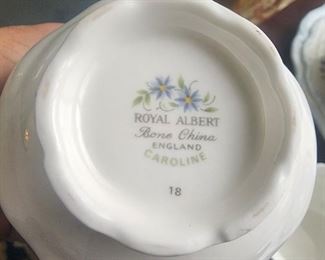 ROYAL ALBERT
Bone China
ENGLAND
CAROLINE
18